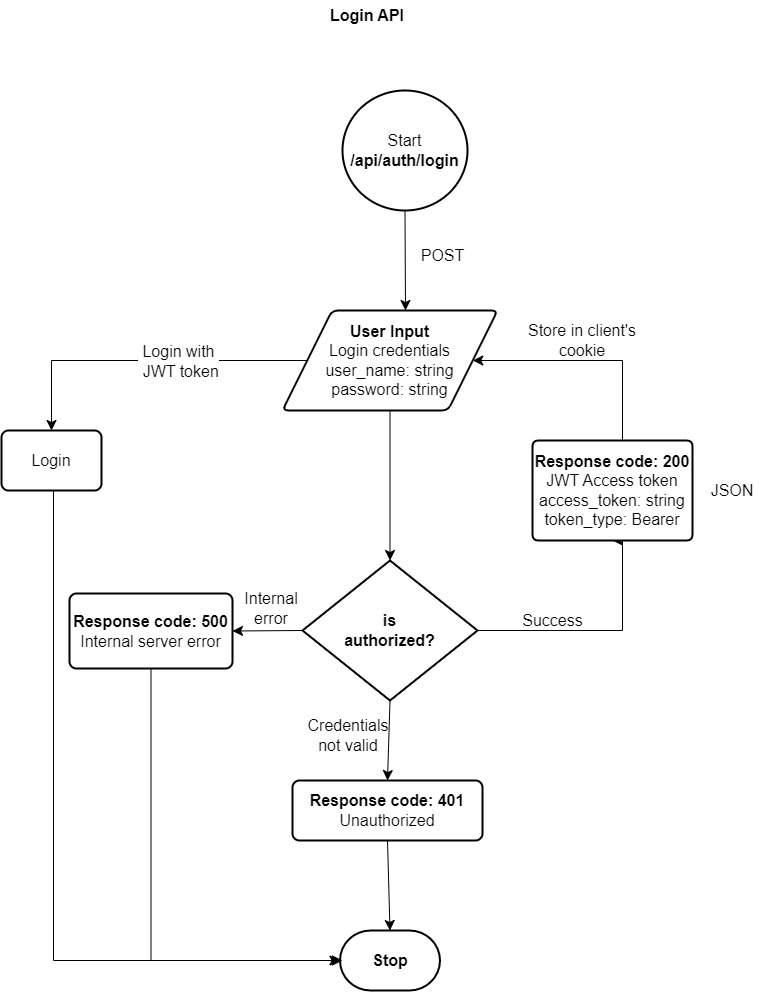 Login API
Start
/api/auth/login
POST
User Input
Login credentials
user_name: string
password: string
Login with
JWT token
Store in client's
cookie
Login
Response code: 200
JWT Access token
access_token: string
token_type: Bearer
JSON
Internal
error
Response code: 500
Internal server error
is
authorized?
Success
Credentials
not valid
Response code: 401
Unauthorized
Stop